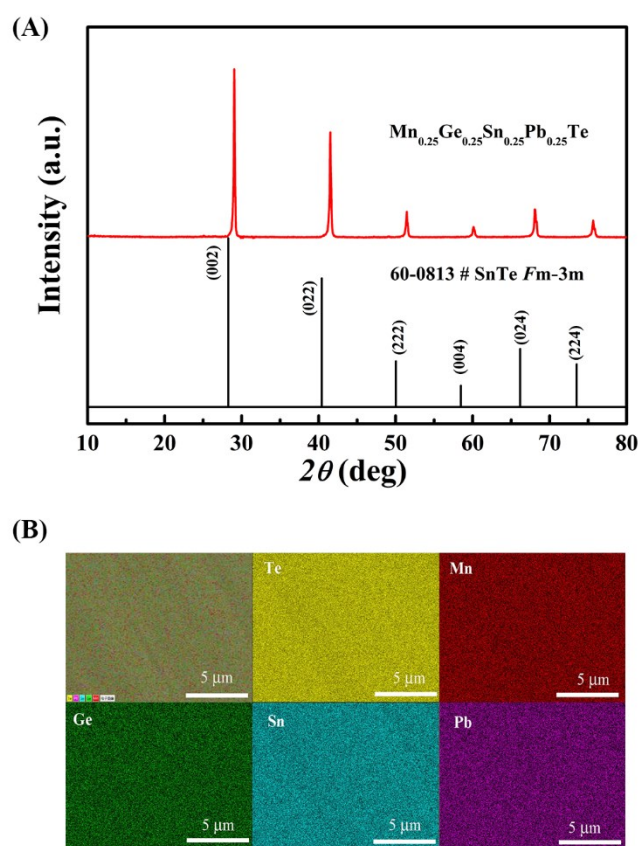 (A)
Intensity (a.u.)
Mn0.25Ge0.25Sn0.25Pb0.25Te
60-0813 # SnTe Fm-3m
(002)
(022)
(222)
(004)
(024)
(224)
10 20 30 40 50 60 70 80
2θ (deg)
(B)
Te
Mn
5 μm
5 μm
5 μm
Ge
Sn
Pb
5 μm
5 μm
5 μm